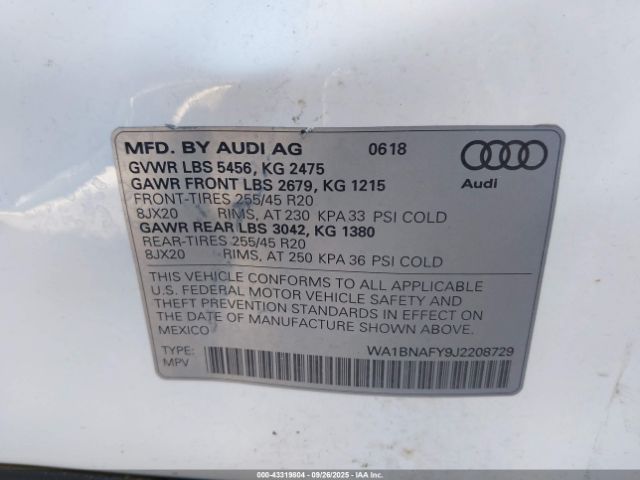 MFD. BY AUDI AG 0618
GVWR LBS 5456, KG 2475
GAWR FRONT LBS 2679, KG 1215
FRONT-TIRES 255/45 R20
8JX20 RIMS, AT 230 KPA 33 PSI COLD
GAWR REAR LBS 3042, KG 1380
REAR-TIRES 255/45 R20
8JX20 RIMS, AT 250 KPA 36 PSI COLD
Audi
THIS VEHICLE CONFORMS TO ALL APPLICABLE
U.S. FEDERAL MOTOR VEHICLE SAFETY AND
THEFT PREVENTION STANDARDS IN EFFECT ON
THE DATE OF MANUFACTURE SHOWN ABOVE.
MEXICO
TYPE: WA1BNAFY9J2208729
MPV
000-43319804 - 09/26/2025 - IAAI.COM